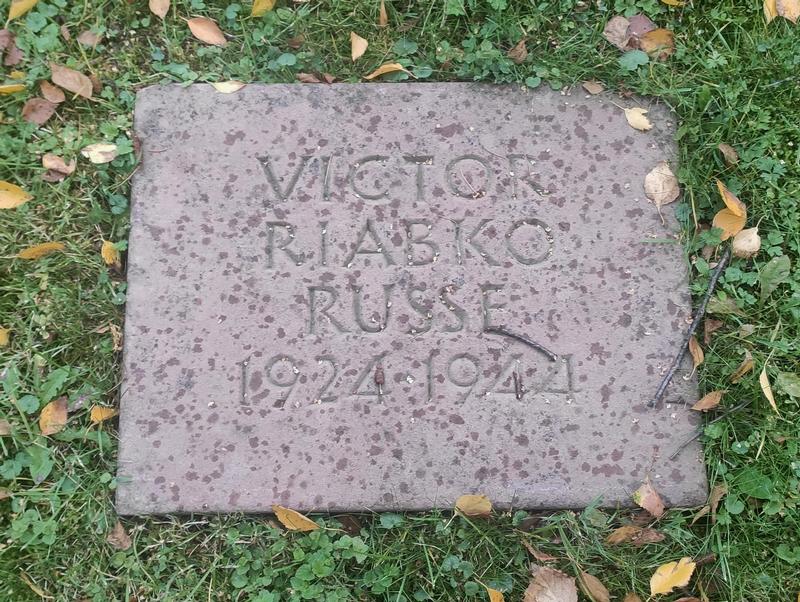 VICTOR
RIABKO
RUSSE
1924-1944